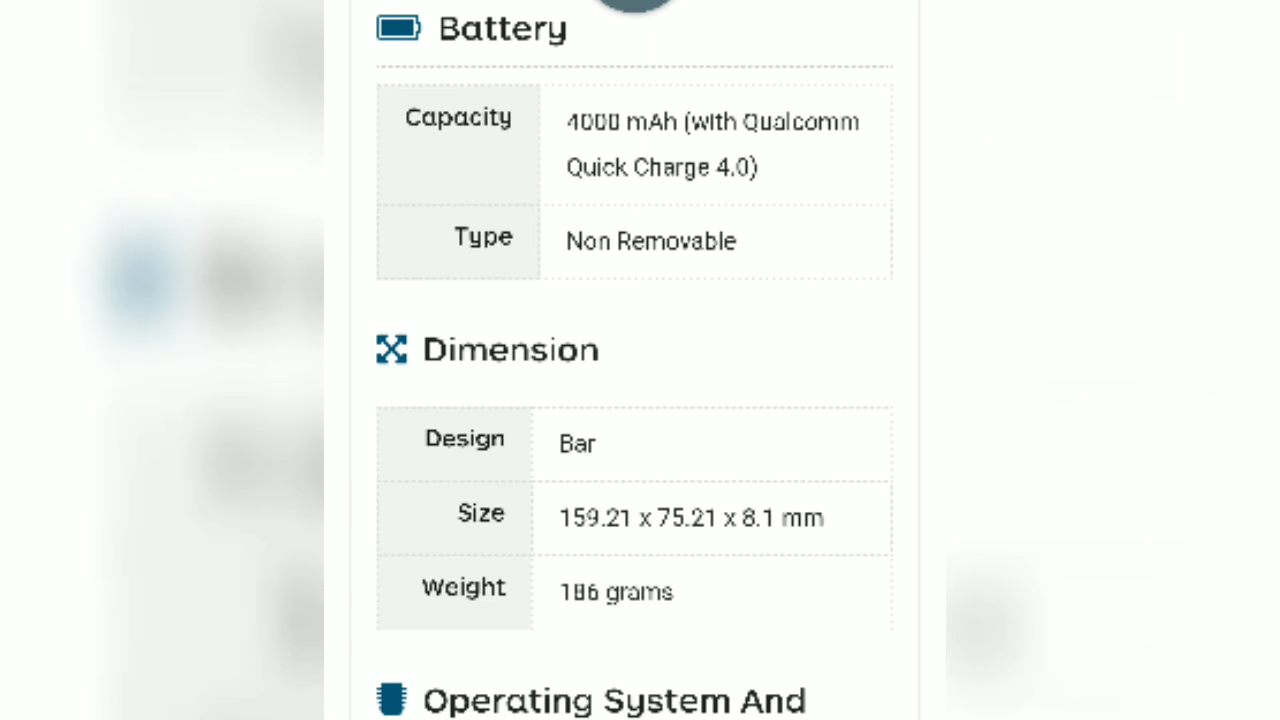 Battery
Capacity
4000 mAh (with Qualcomm
Quick Charge 4.0)
Type
Non Removable
Dimension
Design
Bar
Size
159.21 x 75.21 x 8.1 mm
Weight
186 grams
Operating System And